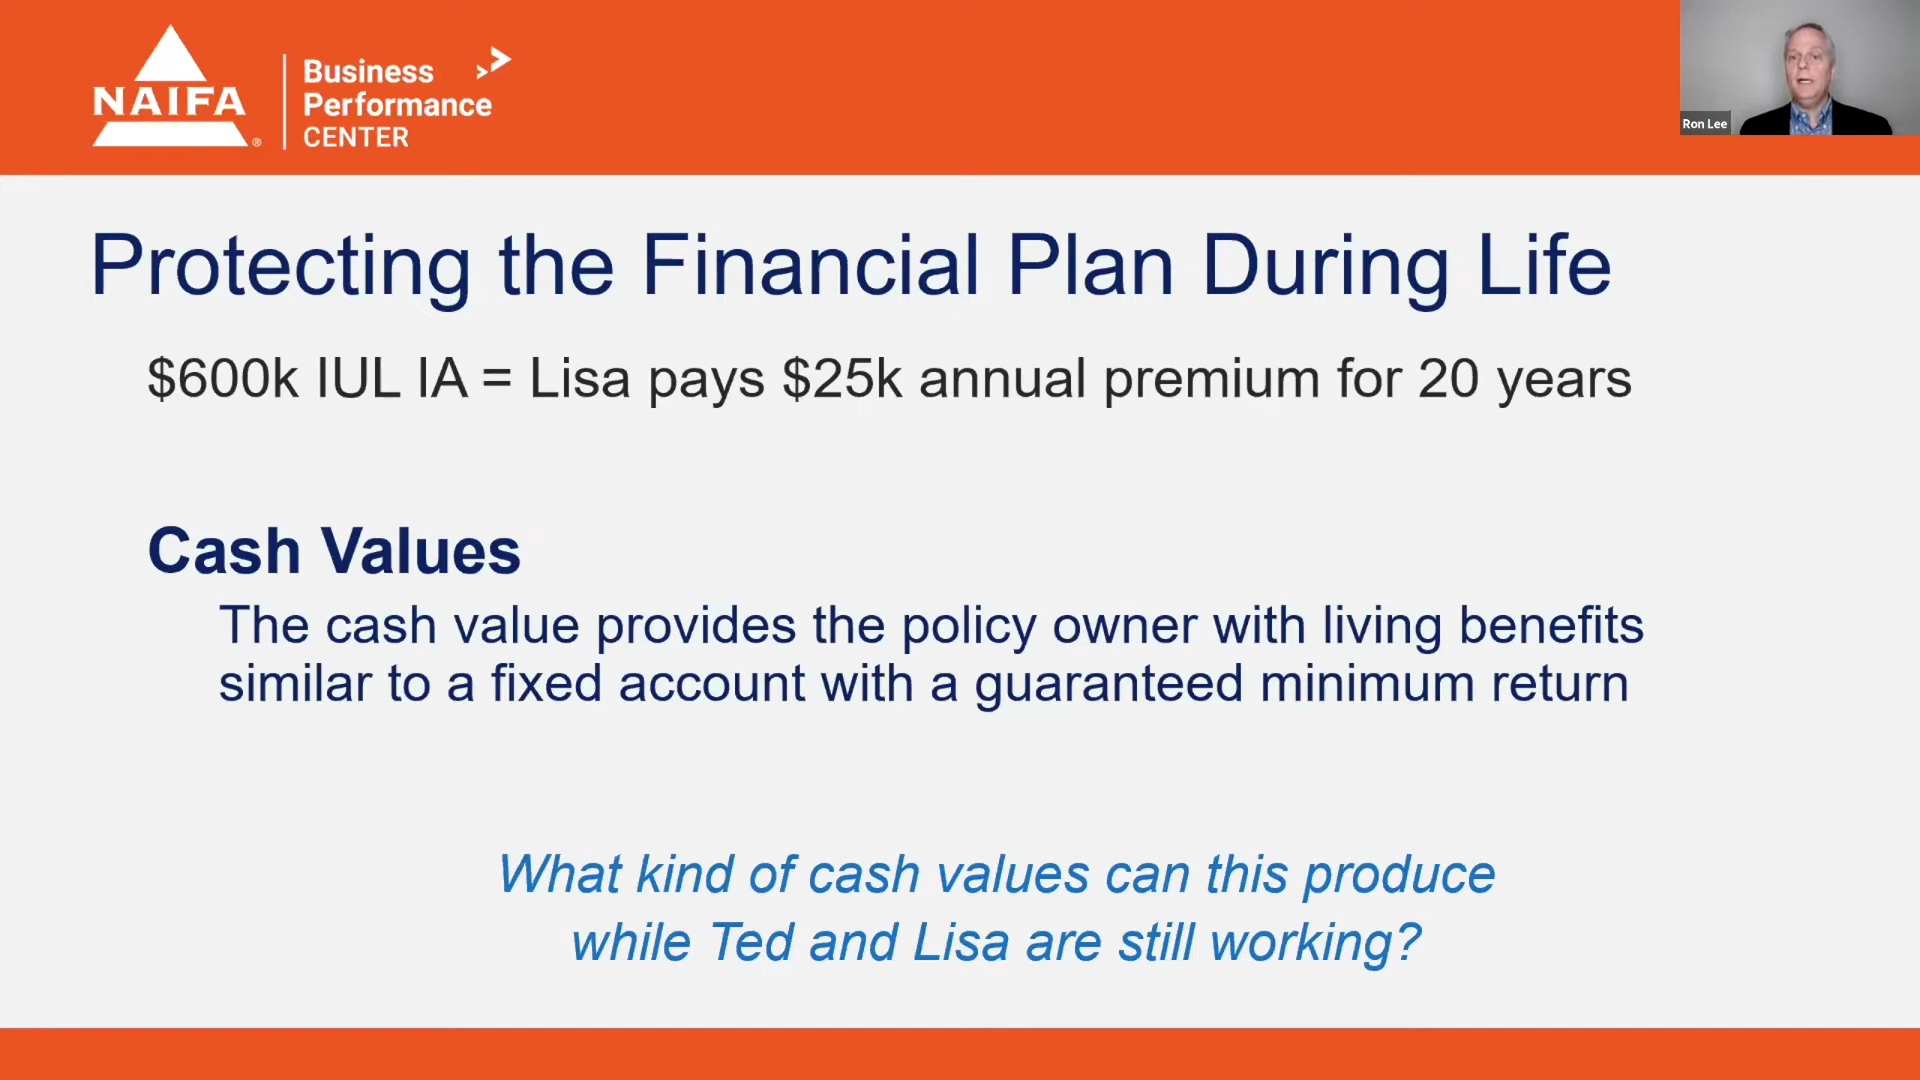 NAIFA®
Business
Performance
CENTER
Ron Lee
Protecting the Financial Plan During Life
$600k IUL IA = Lisa pays $25k annual premium for 20 years
Cash Values
The cash value provides the policy owner with living benefits
similar to a fixed account with a guaranteed minimum return
What kind of cash values can this produce
while Ted and Lisa are still working?